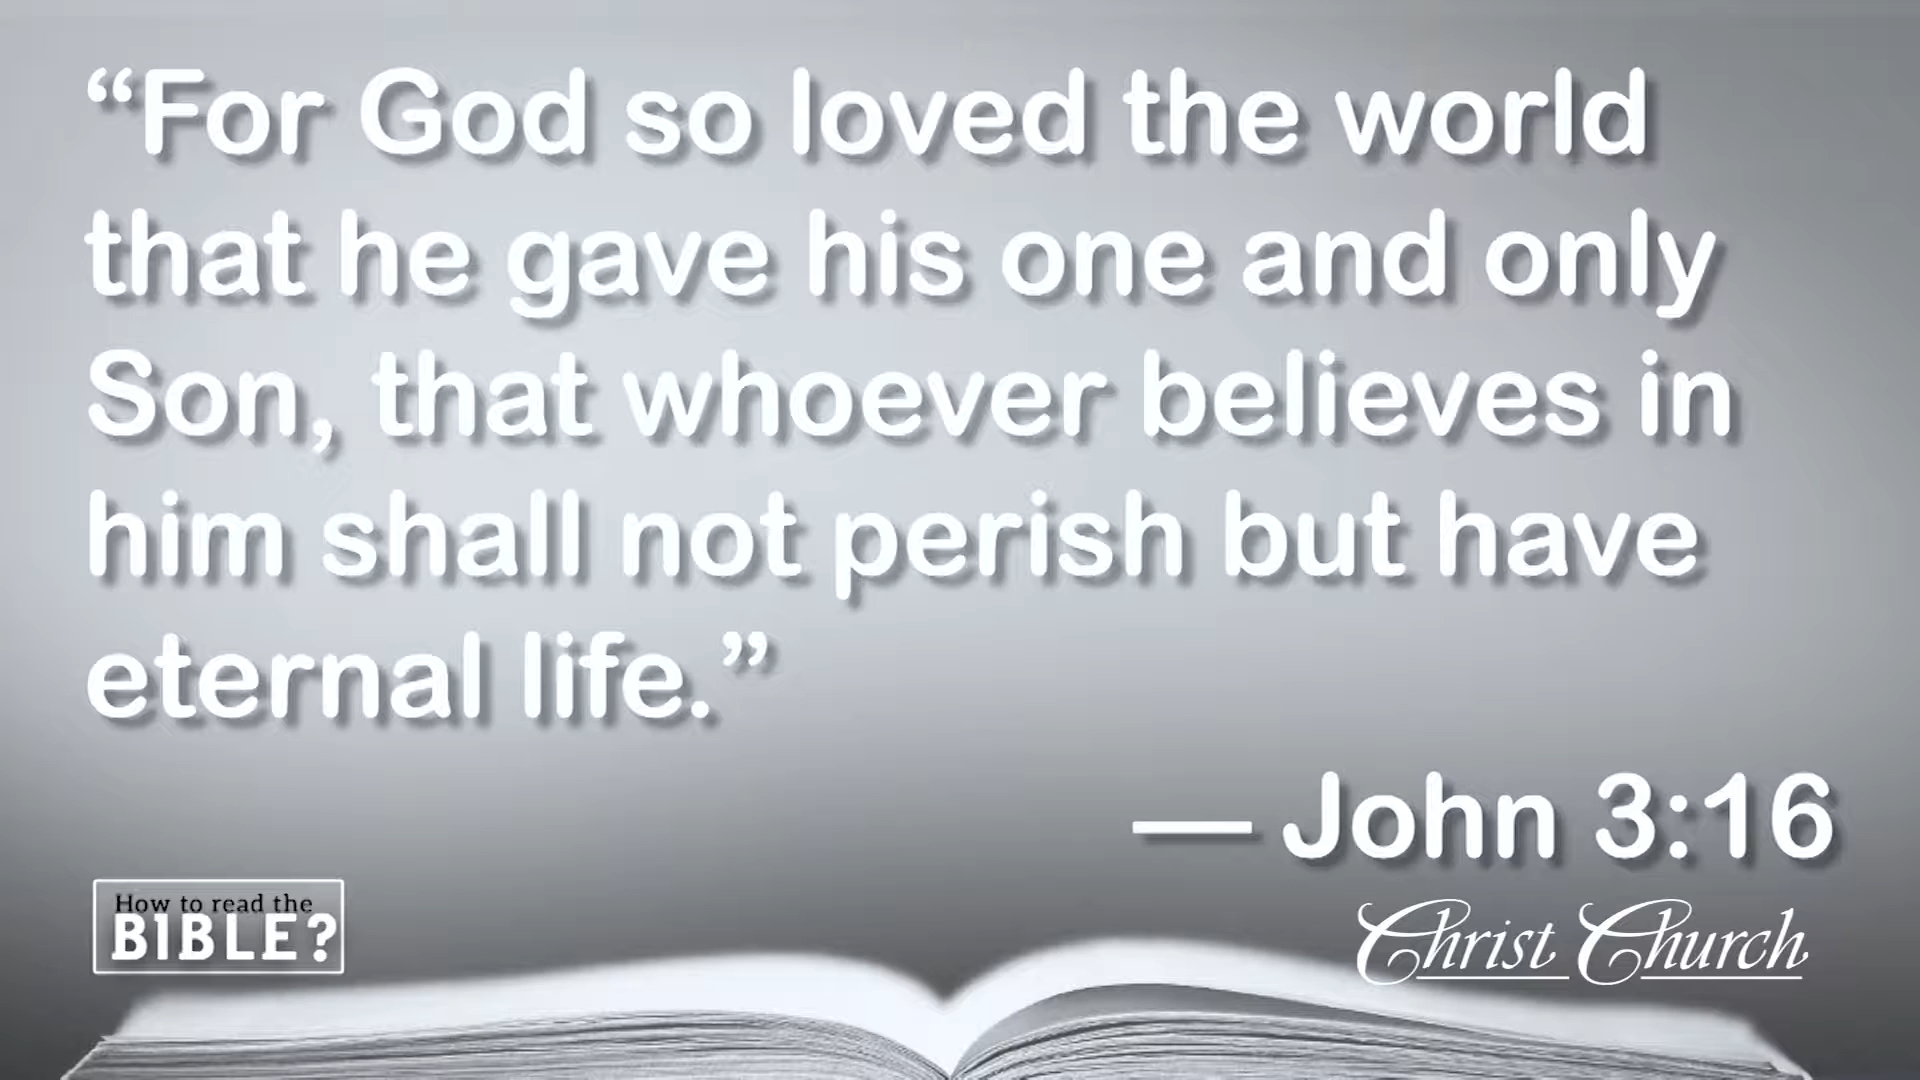 “For God so loved the world
that he gave his one and only
Son, that whoever believes in
him shall not perish but have
eternal life.”
— John 3:16
How to read the
BIBLE?
Christ Church